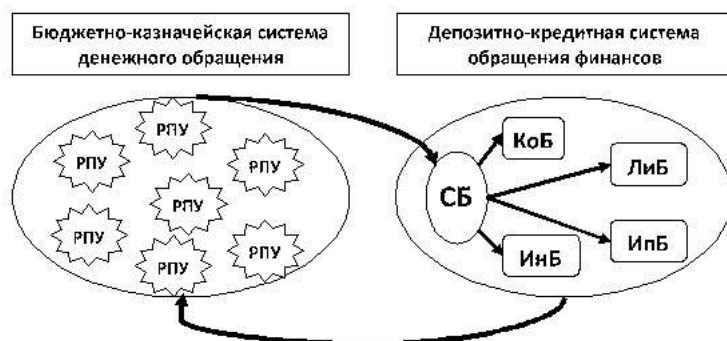 Бюджетно-казначейская система
денежного обращения
Депозитно-кредитная система
обращения финансов
РПУ
РПУ
РПУ
РПУ
РПУ
РПУ
РПУ
СБ
КоБ
ЛиБ
ИпБ
ИнБ